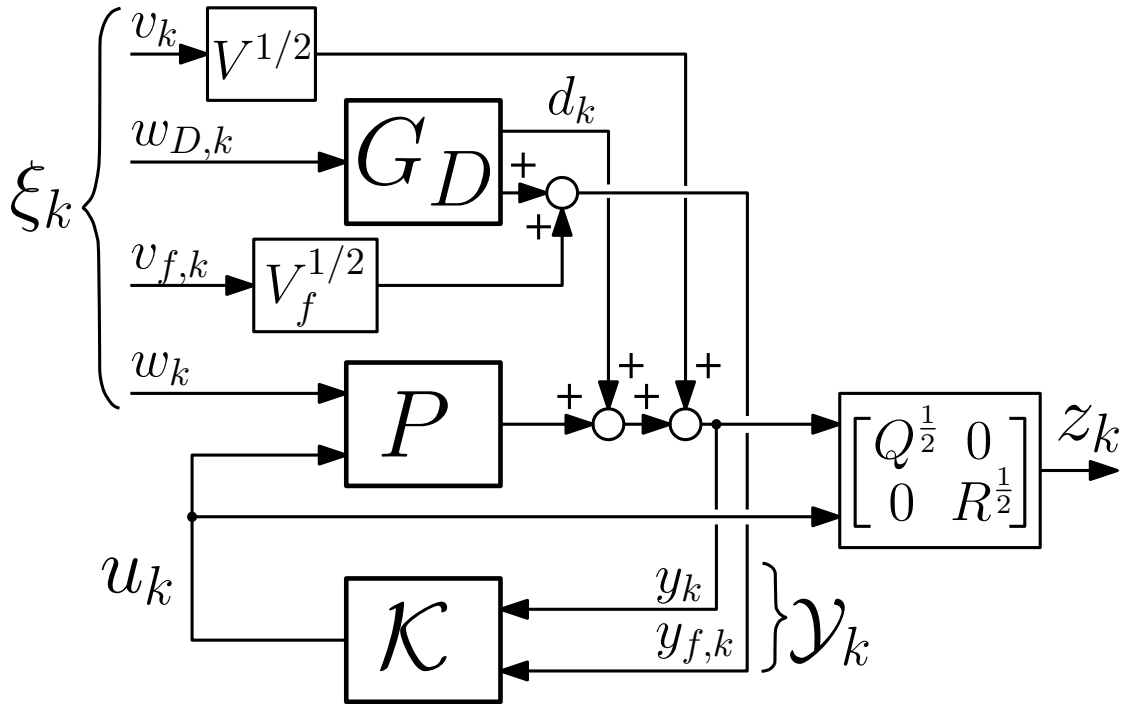 v_k
V^{1/2}
d_k
w_{D,k}
G_D
+
+
ξ_k
v_{f,k}
V_f^{1/2}
w_k
P
+ + + +
Q^{1/2} 0
0 R^{1/2}
z_k
u_k
K
y_k
y_{f,k}
𝒴_k